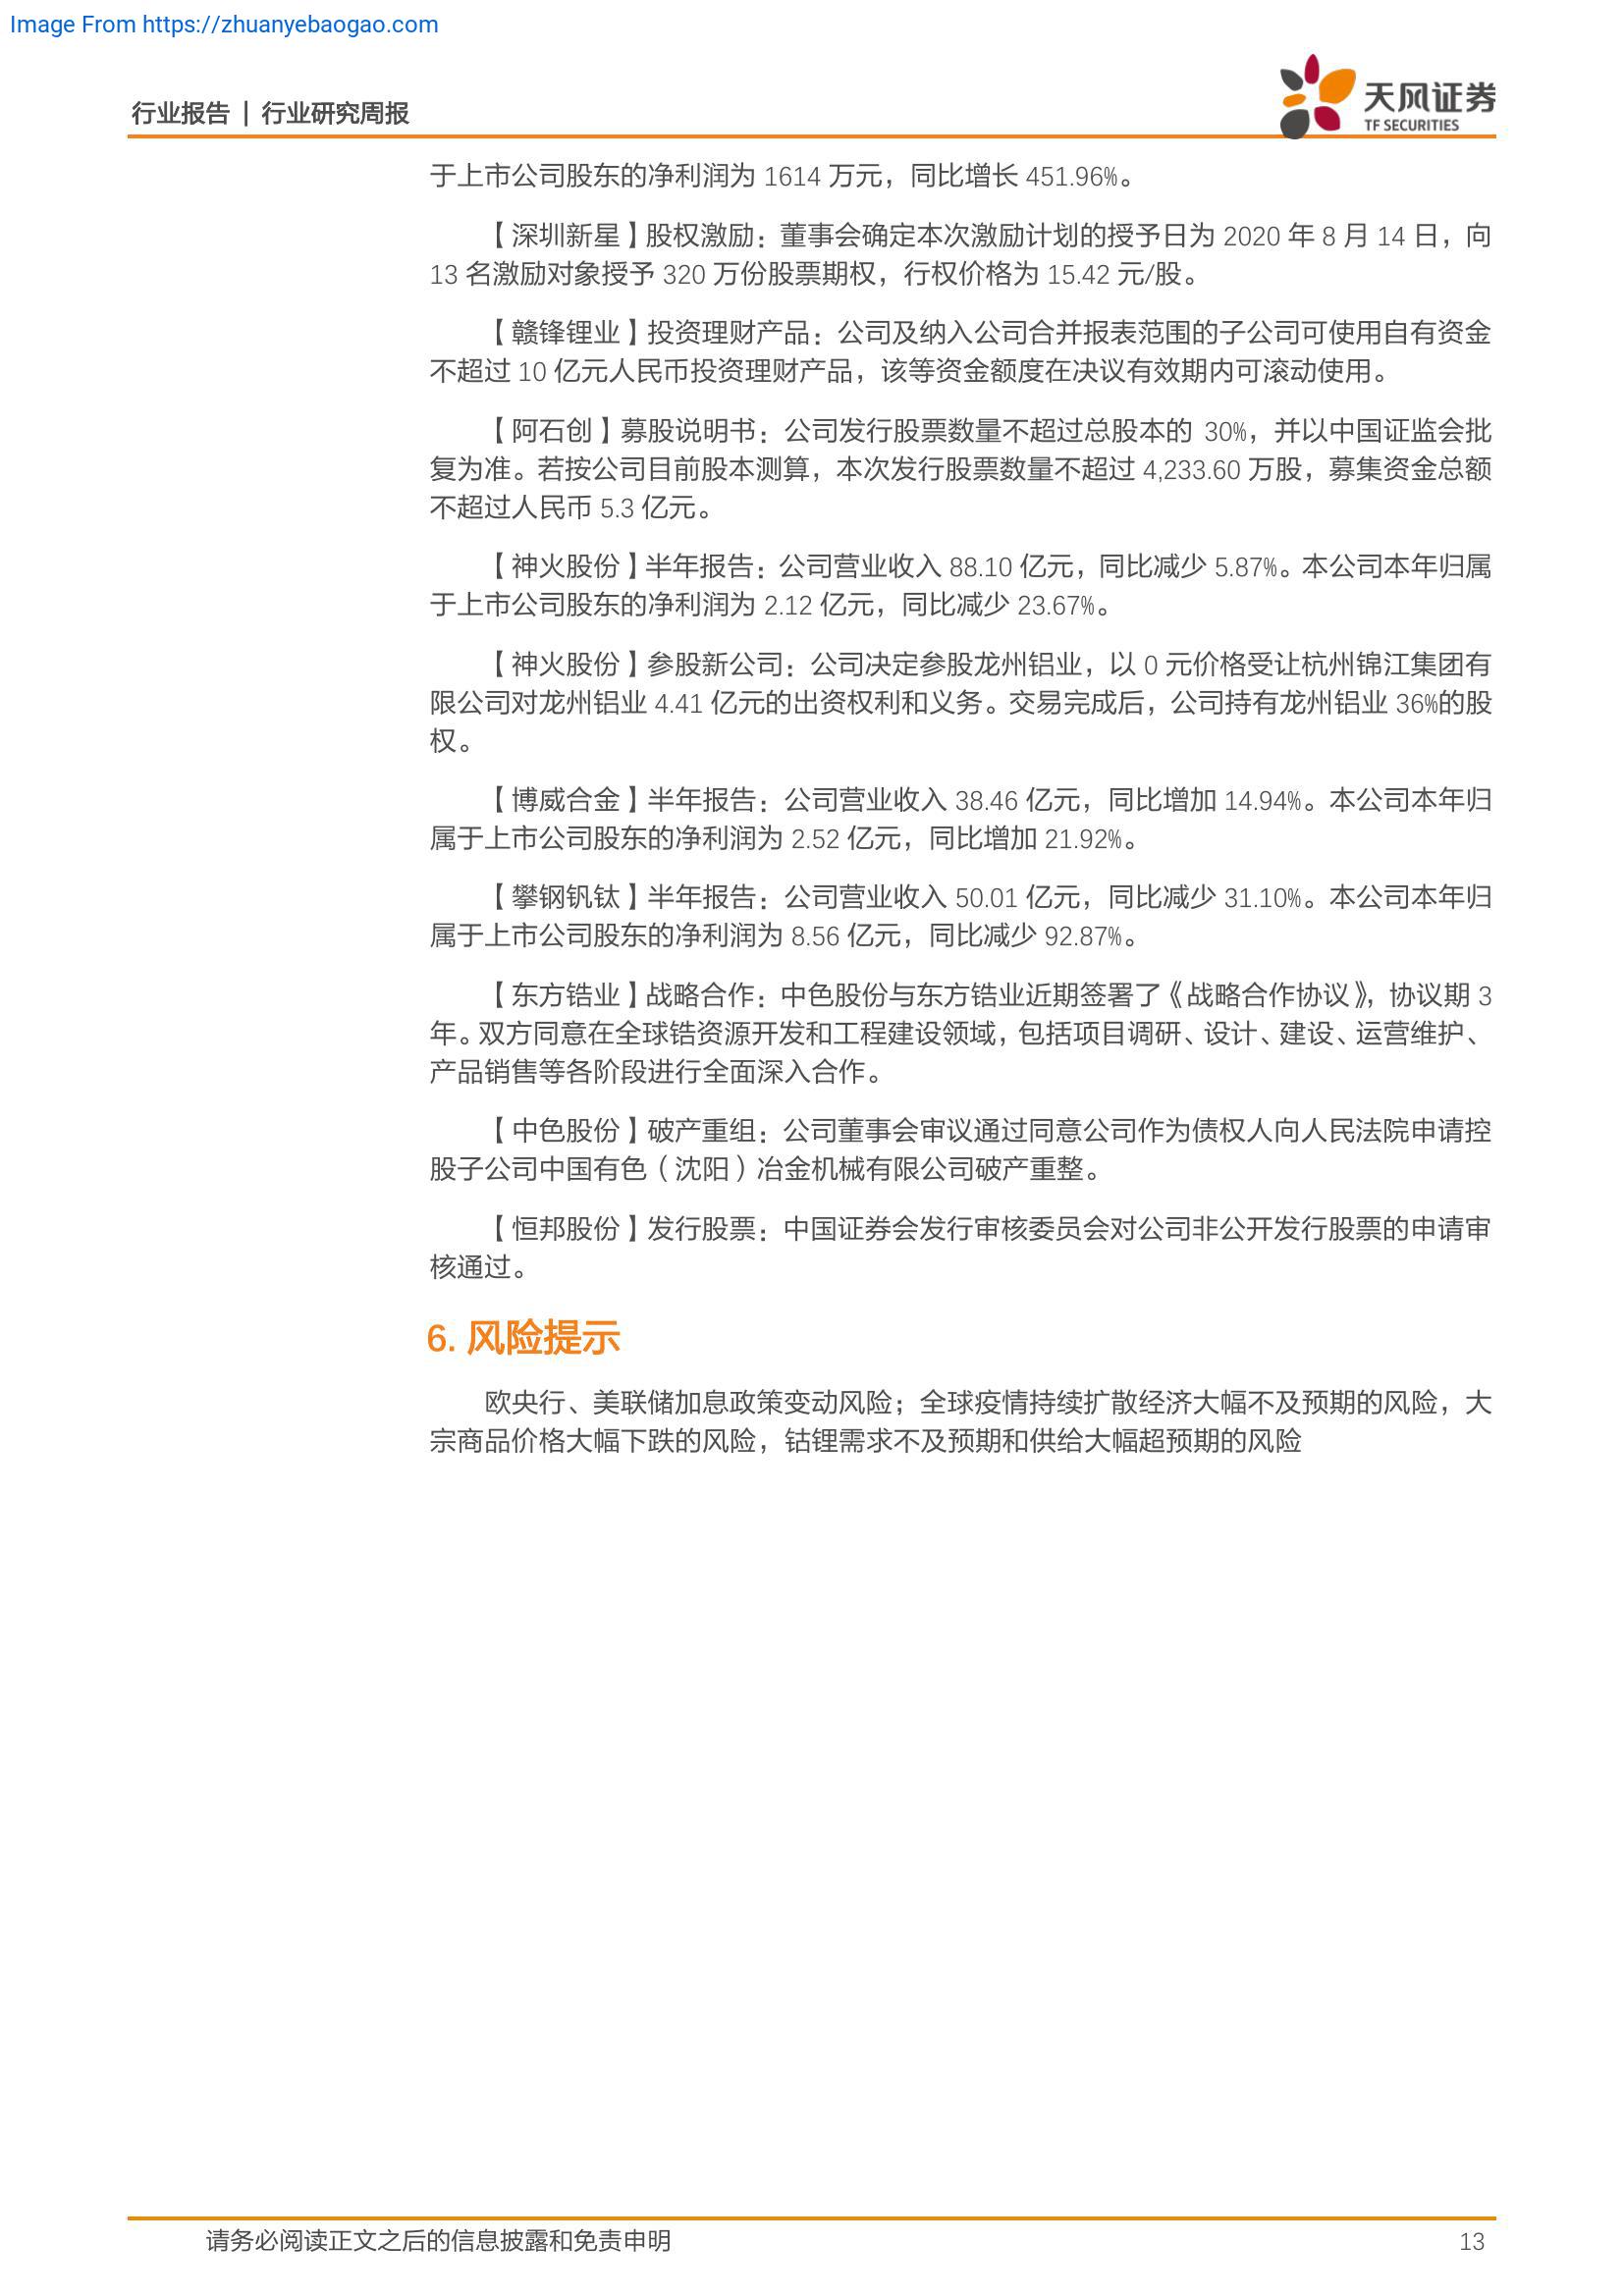 Image From https://zhuanyebaogao.com
行业报告 | 行业研究周报
天风证券
TF SECURITIES
于上市公司股东的净利润为 1614 万元，同比增长 451.96%。
【深圳新星】股权激励：董事会确定本次激励计划的授予日为 2020 年 8 月 14 日，向
13 名激励对象授予 320 万份股票期权，行权价格为 15.42 元/股。
【赣锋锂业】投资理财产品：公司及纳入公司合并报表范围的子公司可使用自有资金
不超过 10 亿元人民币投资理财产品，该等资金额度在决议有效期内可滚动使用。
【阿石创】募股说明书：公司发行股票数量不超过总股本的 30%，并以中国证监会批
复为准。若按公司目前股本测算，本次发行股票数量不超过 4,233.60 万股，募集资金总额
不超过人民币 5.3 亿元。
【神火股份】半年报告：公司营业收入 88.10 亿元，同比减少 5.87%。本公司本年归属
于上市公司股东的净利润为 2.12 亿元，同比减少 23.67%。
【神火股份】参股新公司：公司决定参股龙州铝业，以 0 元价格受让杭州锦江集团有
限公司对龙州铝业 4.41 亿元的出资权利和义务。交易完成后，公司持有龙州铝业 36%的股
权。
【博威合金】半年报告：公司营业收入 38.46 亿元，同比增加 14.94%。本公司本年归
属于上市公司股东的净利润为 2.52 亿元，同比增加 21.92%。
【攀钢钒钛】半年报告：公司营业收入 50.01 亿元，同比减少 31.10%。本公司本年归
属于上市公司股东的净利润为 8.56 亿元，同比减少 92.87%。
【东方锆业】战略合作：中色股份与东方锆业近期签署了《战略合作协议》，协议期 3
年。双方同意在全球锆资源开发和工程建设领域，包括项目调研、设计、建设、运营维护、
产品销售等各阶段进行全面深入合作。
【中色股份】破产重组：公司董事会审议通过同意公司作为债权人向人民法院申请控
股子公司中国有色（沈阳）冶金机械有限公司破产重整。
【恒邦股份】发行股票：中国证券会发行审核委员会对公司非公开发行股票的申请审
核通过。
6. 风险提示
欧央行、美联储加息政策变动风险；全球疫情持续扩散经济大幅不及预期的风险，大
宗商品价格大幅下跌的风险，钴锂需求不及预期和供给大幅超预期的风险
请务必阅读正文之后的信息披露和免责申明
13